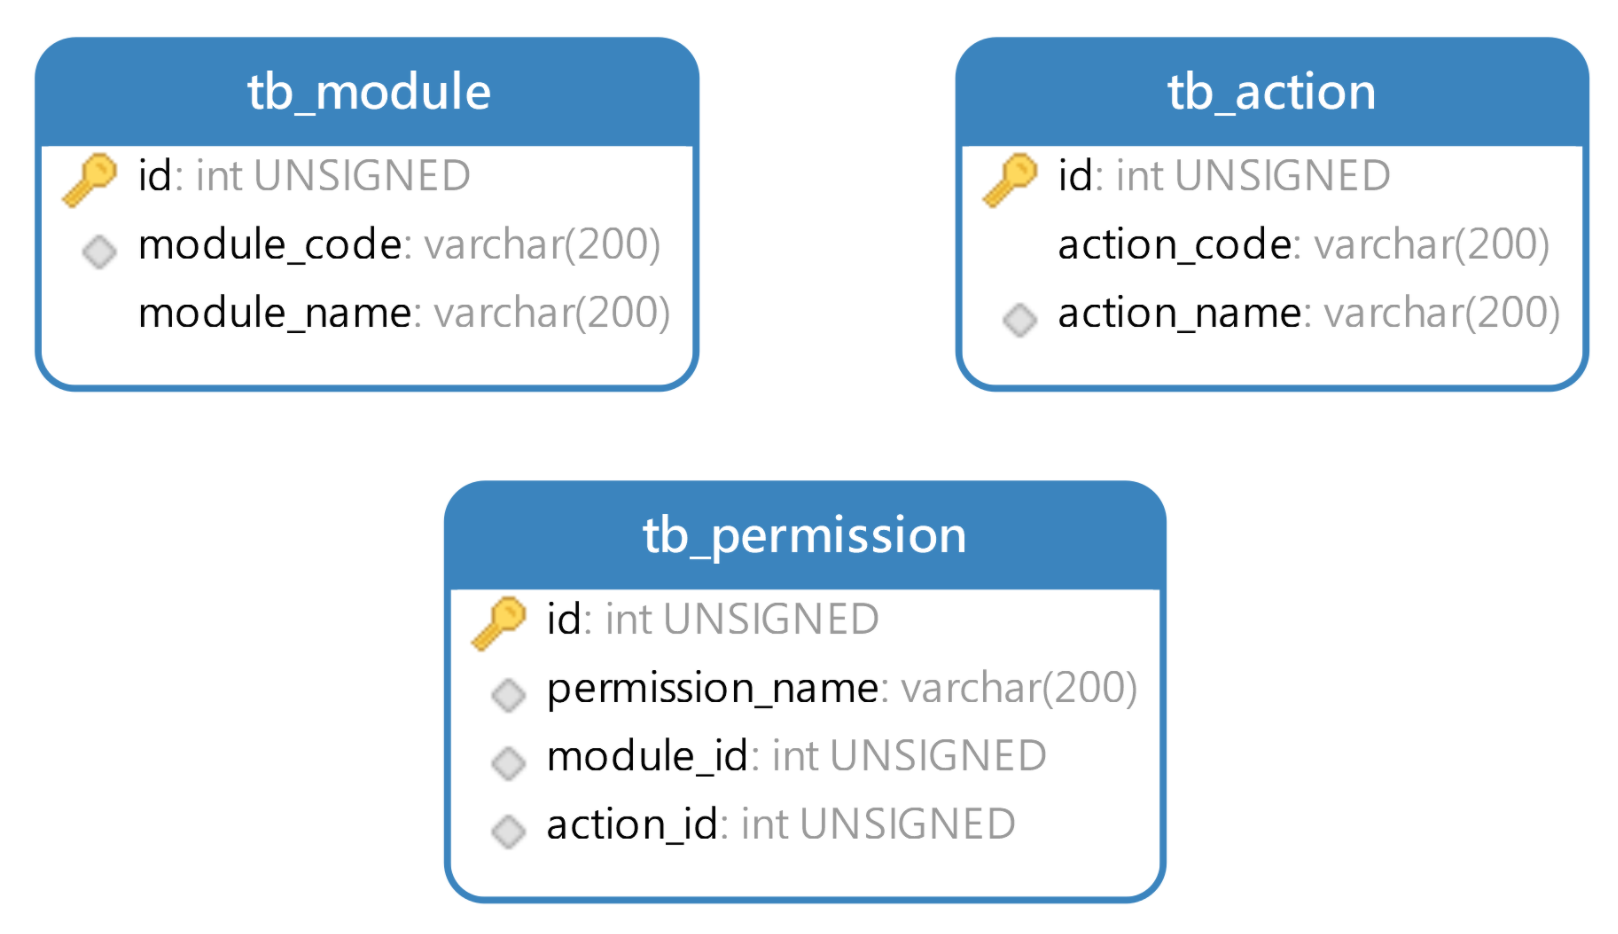 tb_module
id: int UNSIGNED
module_code: varchar(200)
module_name: varchar(200)
tb_action
id: int UNSIGNED
action_code: varchar(200)
action_name: varchar(200)
tb_permission
id: int UNSIGNED
permission_name: varchar(200)
module_id: int UNSIGNED
action_id: int UNSIGNED